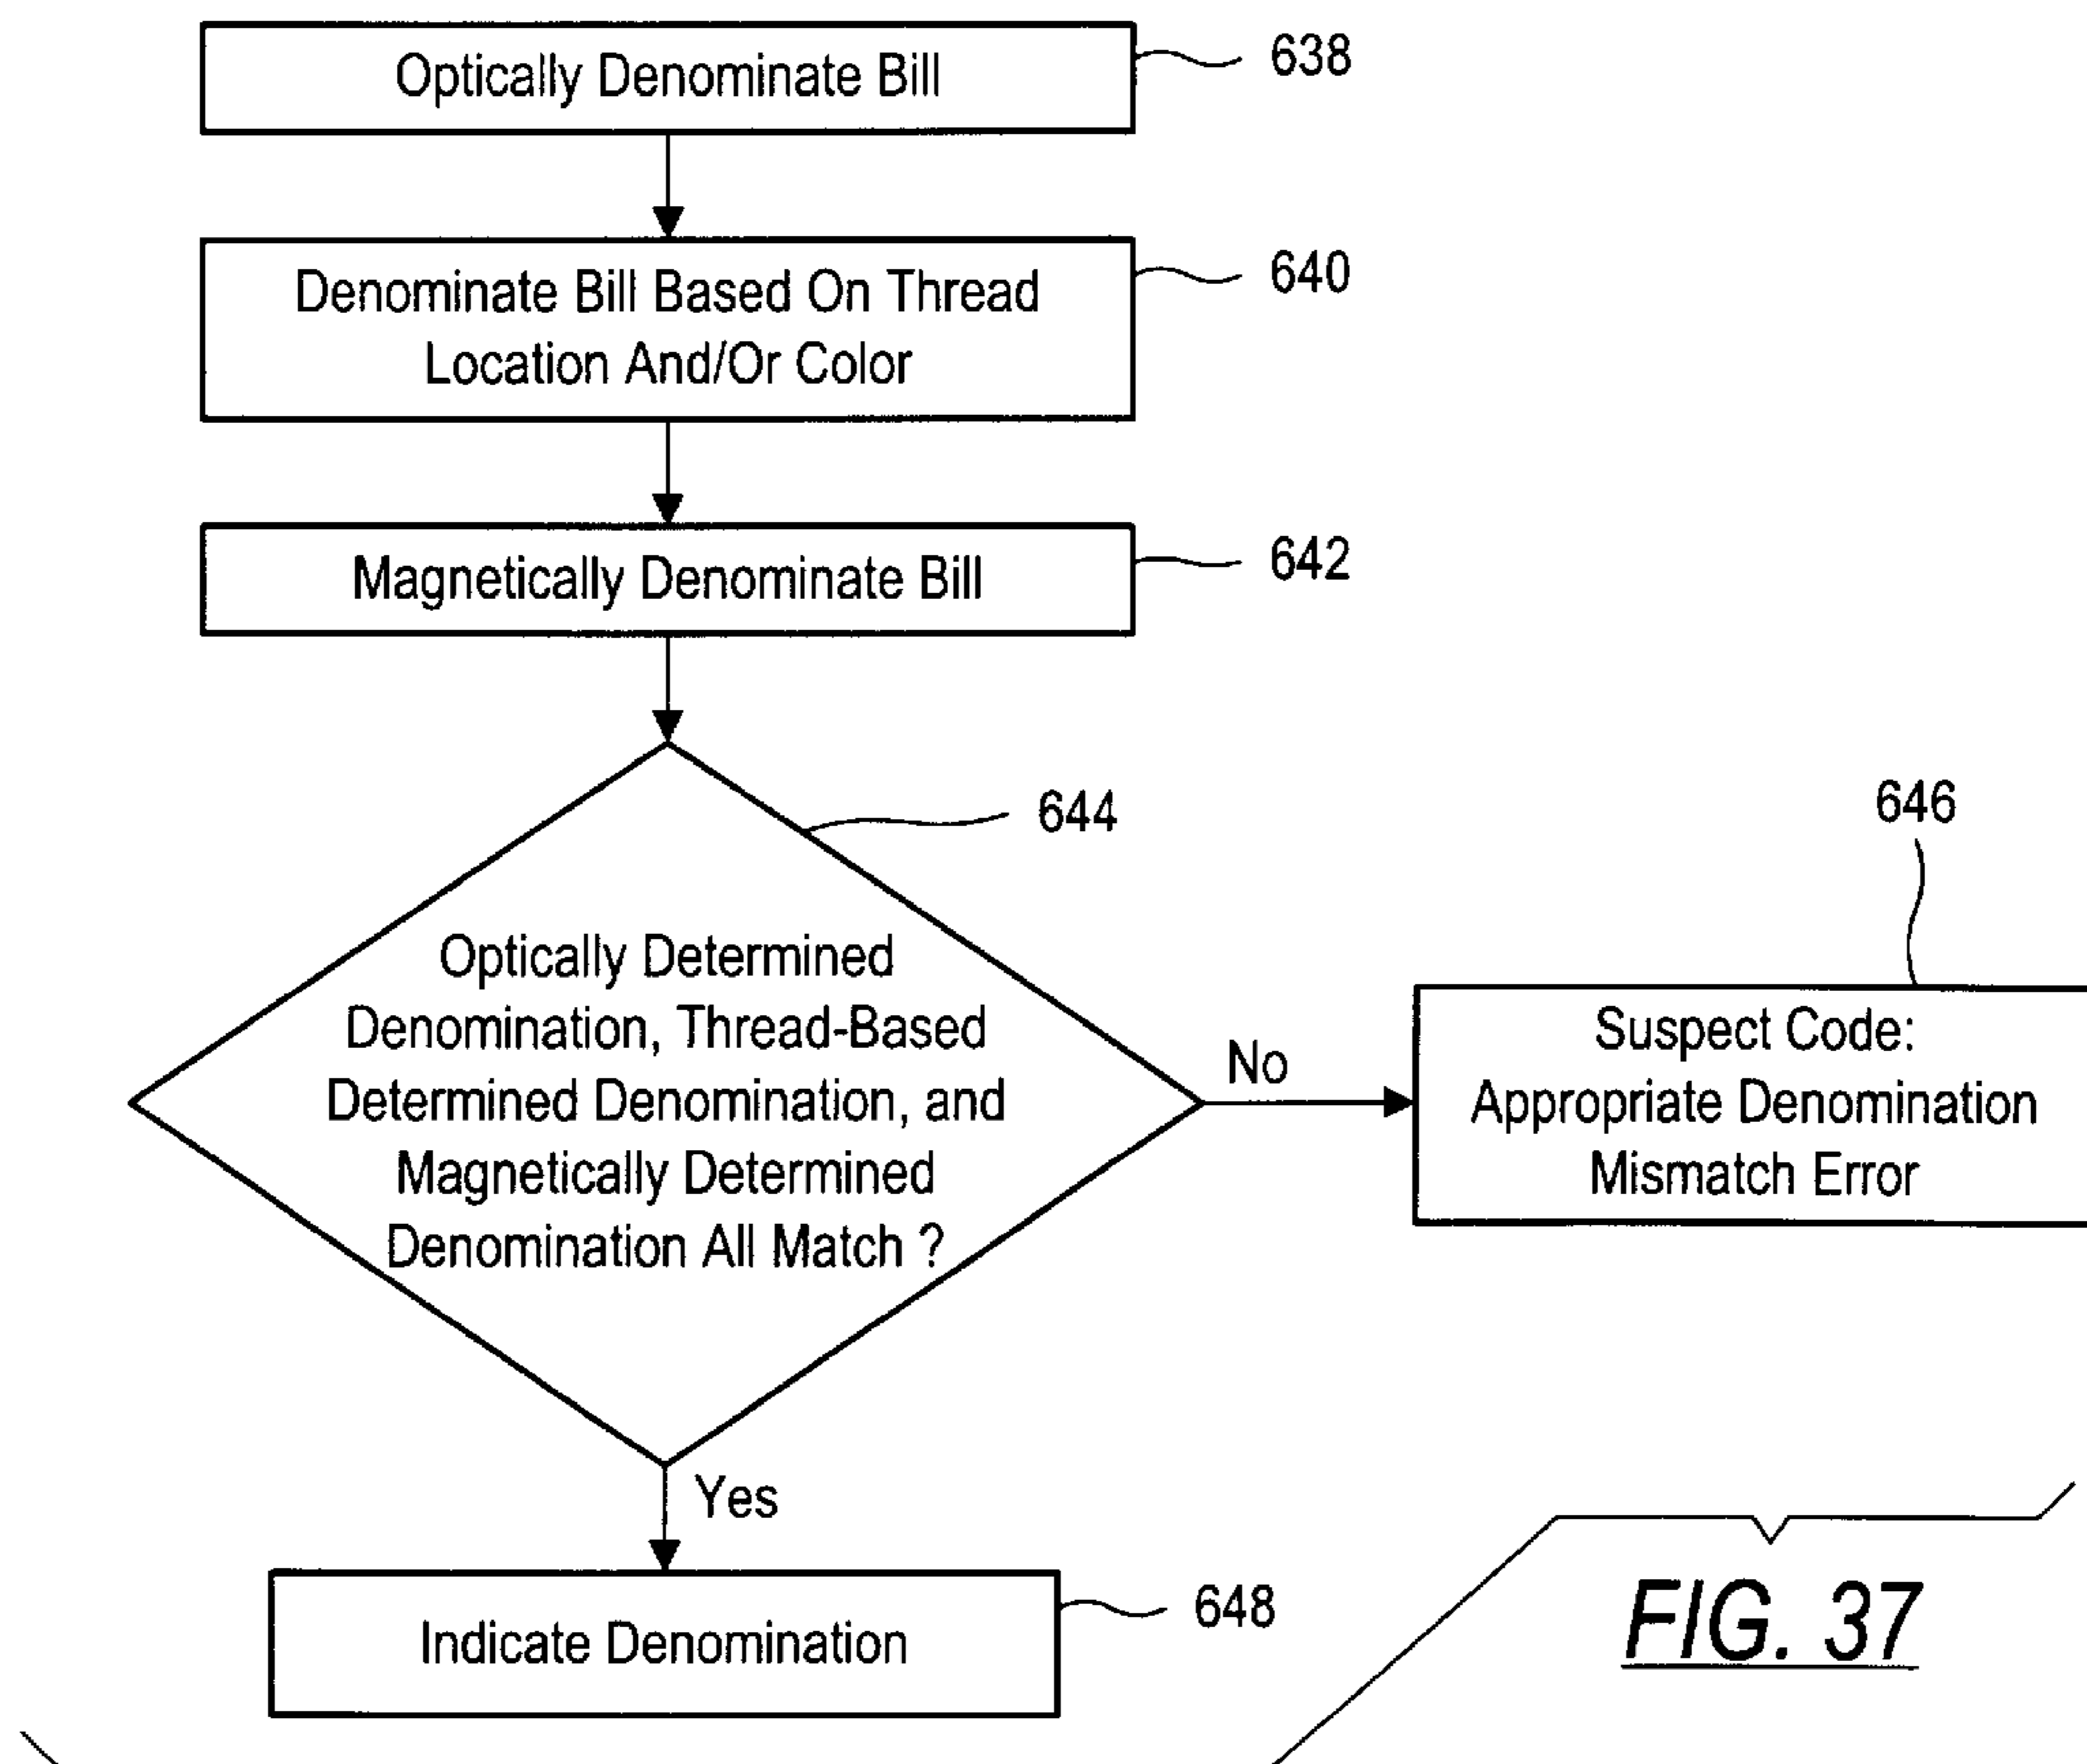 Optically Denominate Bill
638
Denominate Bill Based On Thread
Location And/Or Color
640
Magnetically Denominate Bill
642
644
Optically Determined
Denomination, Thread-Based
Determined Denomination, and
Magnetically Determined
Denomination All Match ?
No
646
Suspect Code:
Appropriate Denomination
Mismatch Error
Yes
Indicate Denomination
648
FIG. 37